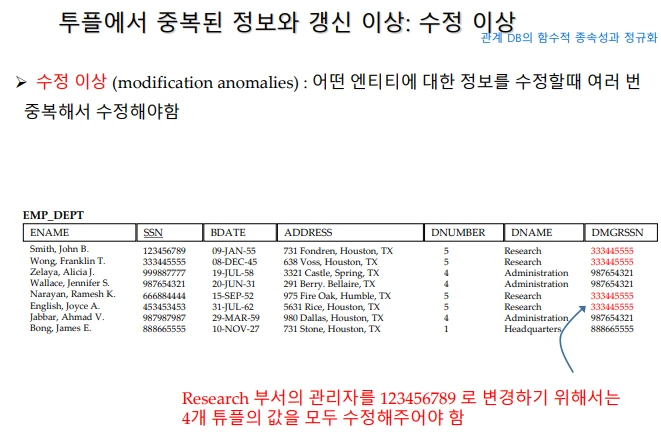 투플에서 중복된 정보와 갱신 이상: 수정 이상
관계 DB의 함수적 종속성과 정규화
➢ 수정 이상 (modification anomalies) : 어떤 엔티티에 대한 정보를 수정할때 여러 번
중복해서 수정해야함
EMP_DEPT
ENAME SSN BDATE ADDRESS DNUMBER DNAME DMGRSSN
Smith, John B. 123456789 09-JAN-55 731 Fondren, Houston, TX 5 Research 333445555
Wong, Franklin T. 333445555 08-DEC-45 638 Voss, Houston, TX 5 Research 333445555
Zelaya, Alicia J. 999887777 19-JUL-58 3321 Castle, Spring, TX 4 Administration 987654321
Wallace, Jennifer S. 987654321 20-JUN-31 291 Berry. Bellaire, TX 4 Administration 987654321
Narayan, Ramesh K. 666884444 15-SEP-52 975 Fire Oak, Humble, TX 5 Research 333445555
English, Joyce A. 453453453 31-JUL-62 5631 Rice, Houston, TX 5 Research 333445555
Jabbar, Ahmad V. 987987987 29-MAR-59 980 Dallas, Houston, TX 4 Administration 987654321
Bong, James E. 888665555 10-NOV-27 731 Stone, Houston, TX 1 Headquarters 888665555
Research 부서의 관리자를 123456789 로 변경하기 위해서는
4개 튜플의 값을 모두 수정해주어야 함